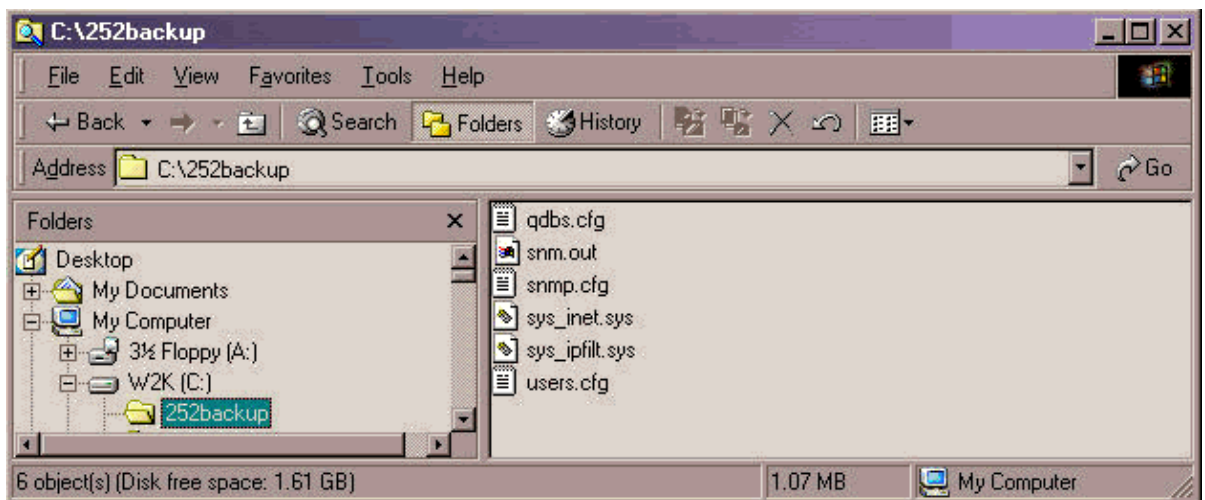 C:\252backup
File Edit View Favorites Tools Help
Back Search Folders History
Address C:\252backup Go
Folders
Desktop
My Documents
My Computer
3½ Floppy (A:)
W2K (C:)
252backup
qdbs.cfg
snm.out
snmp.cfg
sys_inet.sys
sys_ipfilt.sys
users.cfg
6 object(s) (Disk free space: 1.61 GB) 1.07 MB My Computer